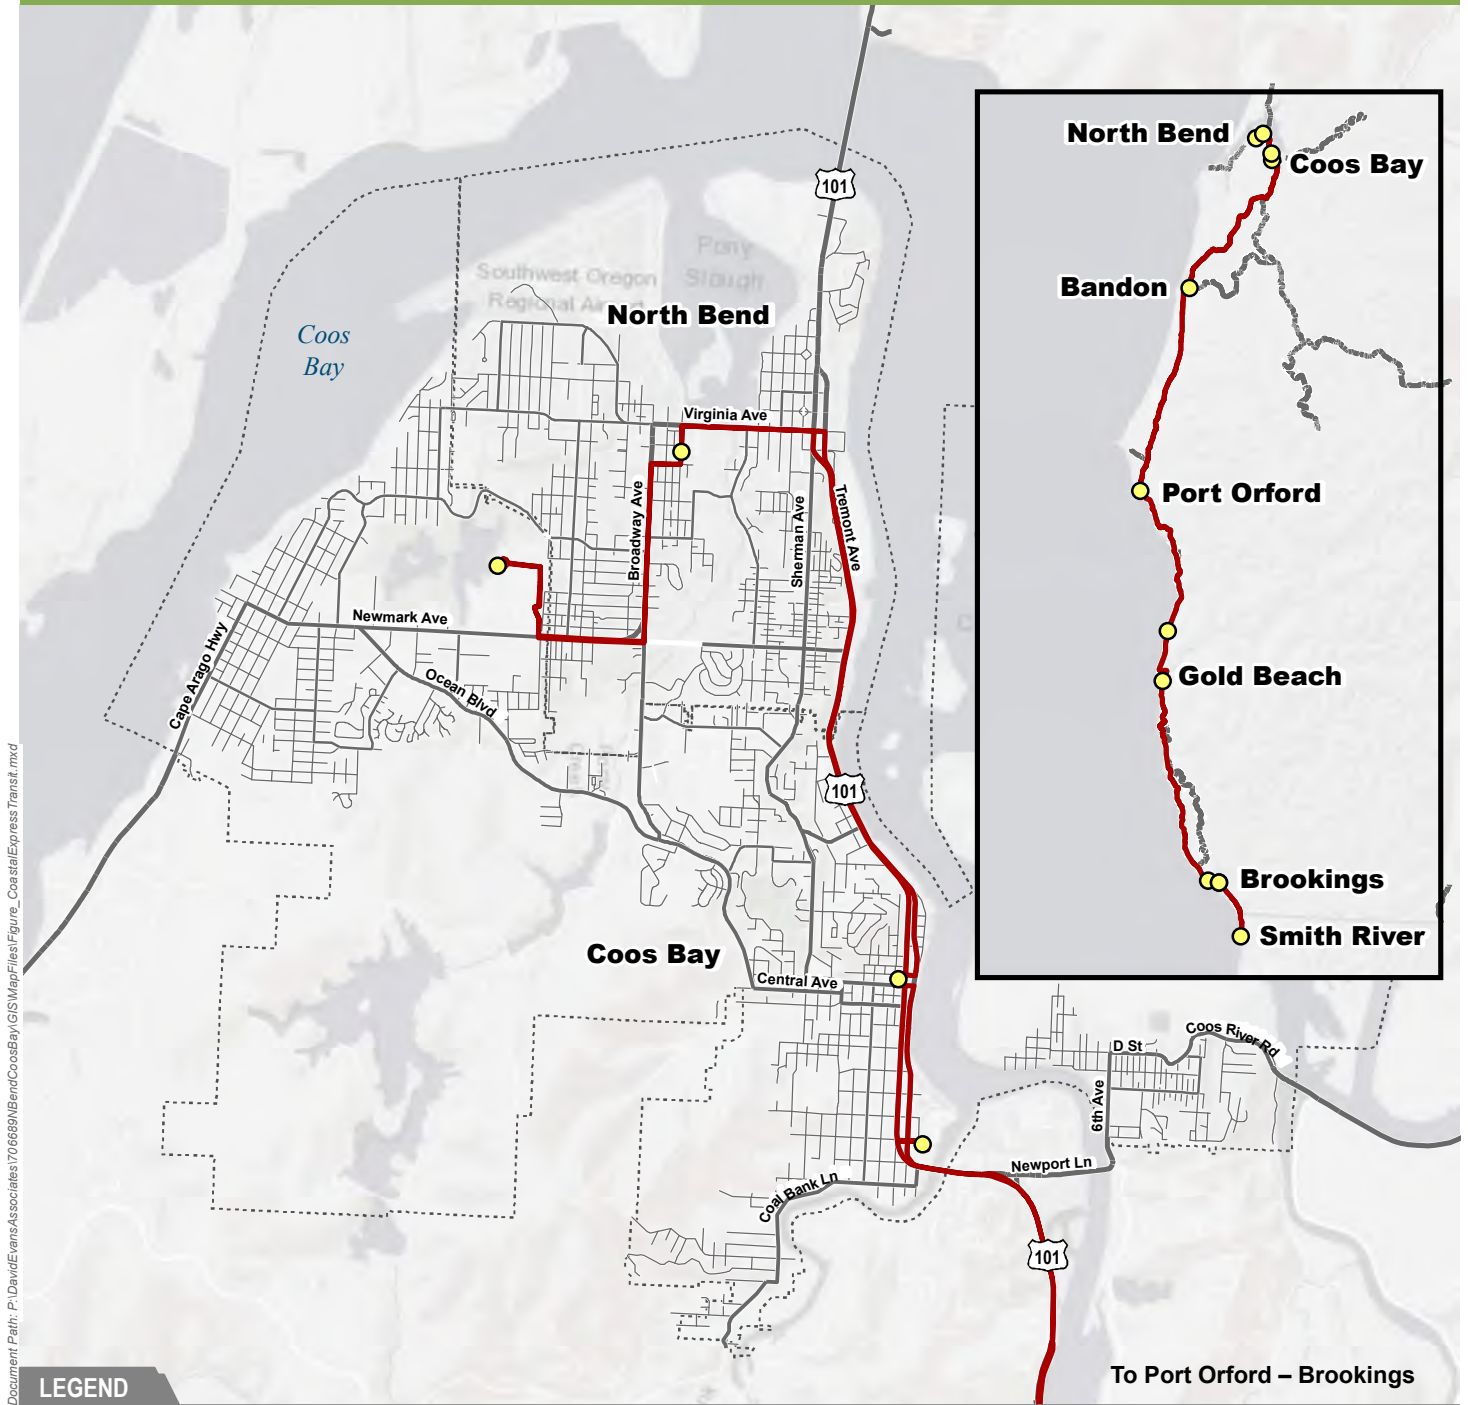 101
North Bend
Coos Bay
Pony
Slough
Southwest Oregon
Regional Airport
North Bend
Bandon
Coos
Bay
Virginia Ave
Port Orford
Broadway Ave
Sherman Ave
Tremont Ave
Newmark Ave
Cape Arago Hwy
Ocean Blvd
Gold Beach
101
Brookings
Smith River
Coos Bay
Central Ave
D St
Coos River Rd
6th Ave
Newport Ln
Coal Bank Ln
101
To Port Orford – Brookings
LEGEND
Document Path: P:\DavidEvansAssociates\706689NBendCoosBay\GIS\MapFiles\Figure_CoastalExpressTransit.mxd